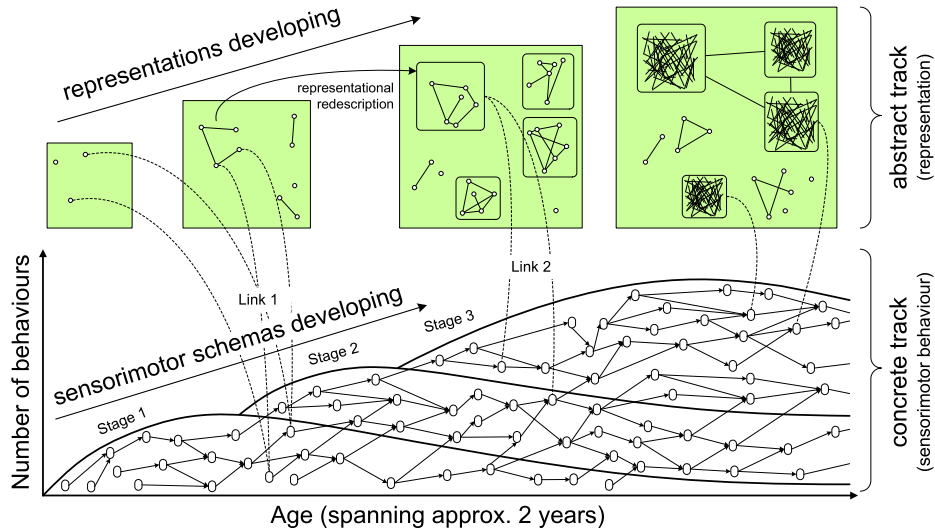 representations developing
representational
redescription
abstract track
(representation)
Link 1
Link 2
sensorimotor schemas developing
Stage 1
Stage 2
Stage 3
Number of behaviours
concrete track
(sensorimotor behaviour)
Age (spanning approx. 2 years)